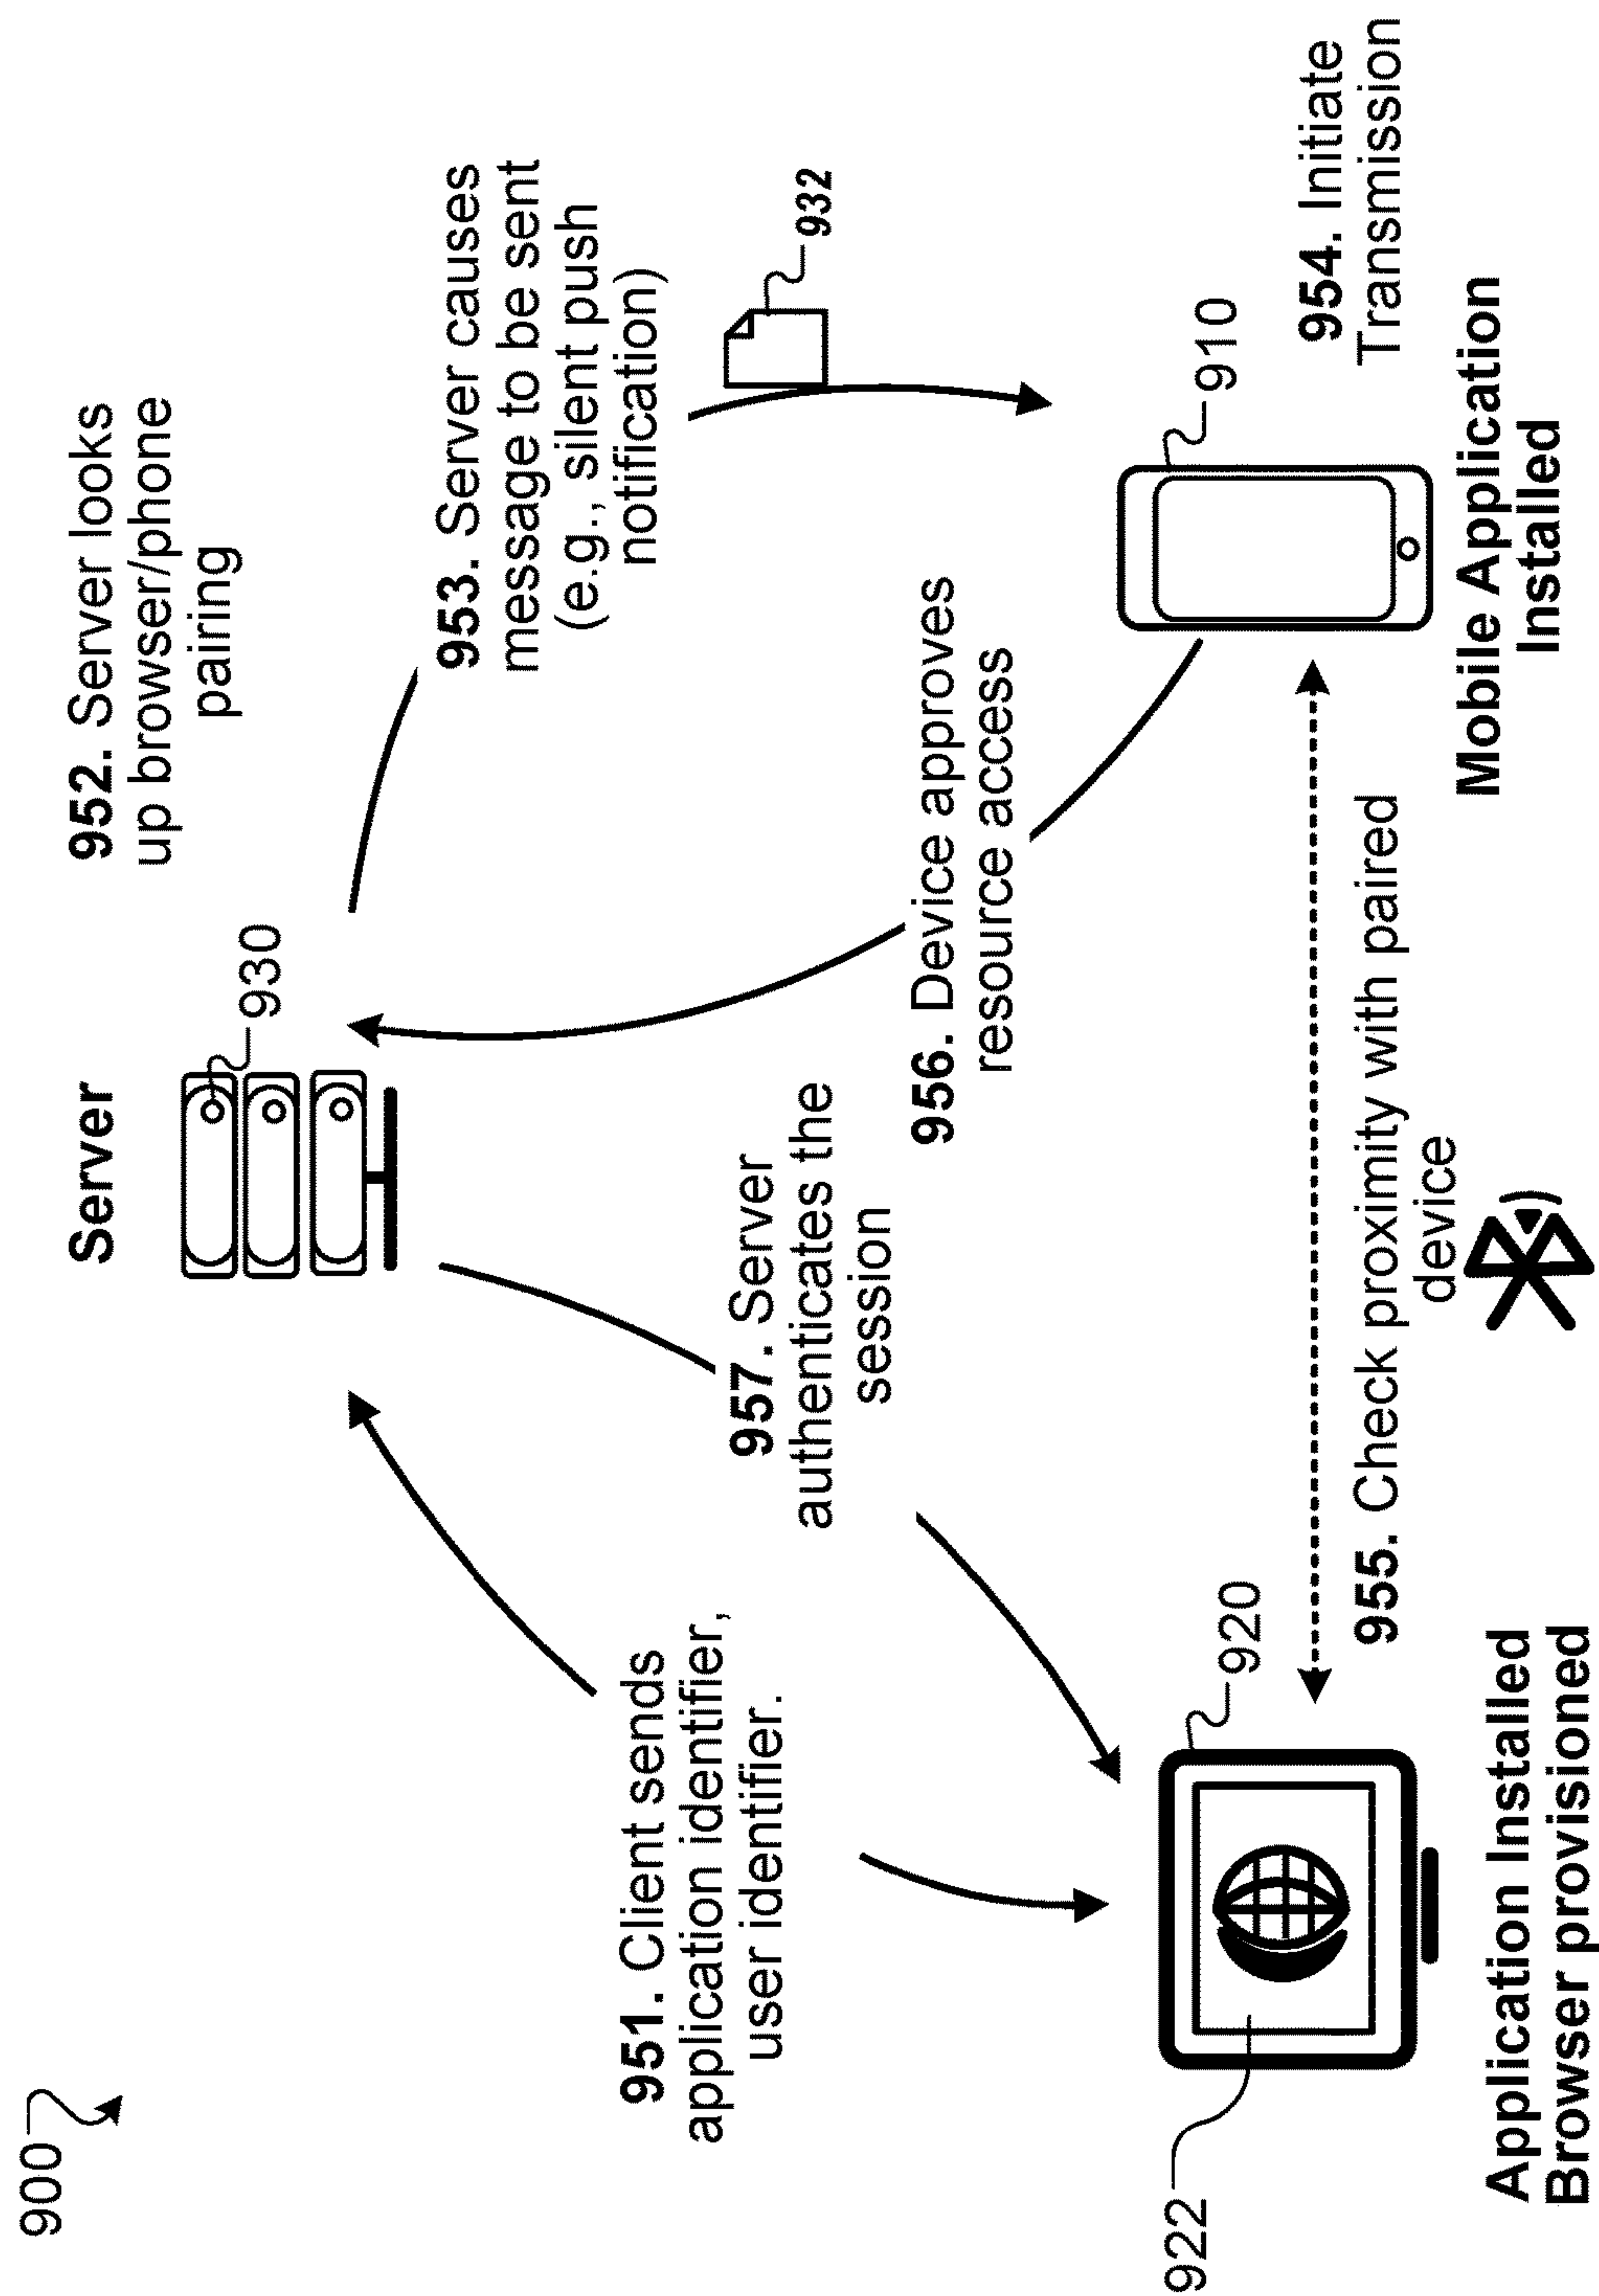 900
Server
930
952. Server looks
up browser/phone
pairing
953. Server causes
message to be sent
(e.g., silent push
notification)
932
951. Client sends
application identifier,
user identifier.
957. Server
authenticates the
session
956. Device approves
resource access
922
920
910
954. Initiate
Transmission
955. Check proximity with paired
device
Application Installed
Browser provisioned
Mobile Application
Installed